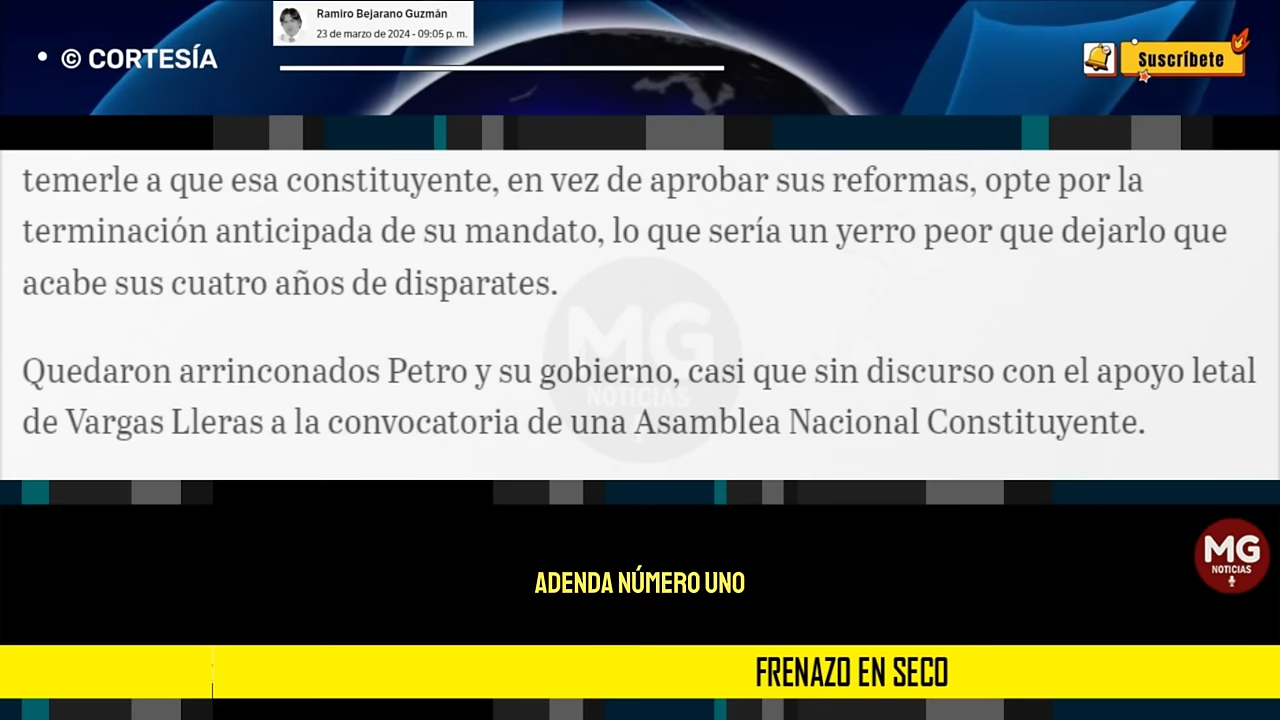 Ramiro Bejarano Guzmán
23 de marzo de 2024 - 09:05 p. m.
• © CORTESÍA
Suscríbete
temerle a que esa constituyente, en vez de aprobar sus reformas, opte por la
terminación anticipada de su mandato, lo que sería un yerro peor que dejarlo que
acabe sus cuatro años de disparates.
Quedaron arrinconados Petro y su gobierno, casi que sin discurso con el apoyo letal
de Vargas Lleras a la convocatoria de una Asamblea Nacional Constituyente.
MG
NOTICIAS
MG
NOTICIAS
ADENDA NÚMERO UNO
FRENAZO EN SECO